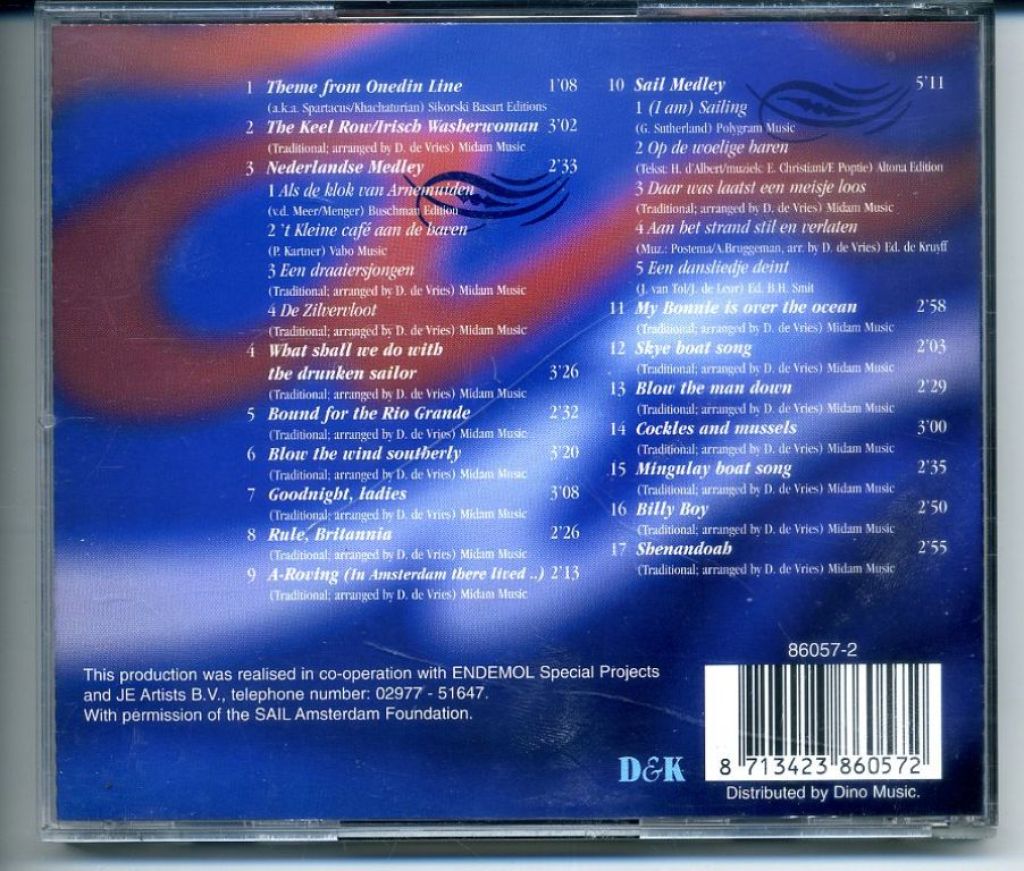 1 Theme from Onedin Line 1'08
(a.k.a. Spartacus/Khachaturian) Sikorski Basart Editions
2 The Keel Row/Irisch Washerwoman 3'02
(Traditional; arranged by D. de Vries) Midam Music
3 Nederlandse Medley 2'33
1 Als de klok van Arnemuiden
(v.d. Meer/Menger) Buschman Edition
2 't Kleine café aan de haven
(P. Kartner) Vabo Music
3 Een draaiersjongen
(Traditional; arranged by D. de Vries) Midam Music
4 De Zilvervloot
(Traditional; arranged by D. de Vries) Midam Music
4 What shall we do with
the drunken sailor 3'26
(Traditional; arranged by D. de Vries) Midam Music
5 Bound for the Rio Grande 2'32
(Traditional; arranged by D. de Vries) Midam Music
6 Blow the wind southerly 3'20
(Traditional; arranged by D. de Vries) Midam Music
7 Goodnight, ladies 3'08
(Traditional; arranged by D. de Vries) Midam Music
8 Rule, Britannia 2'26
(Traditional; arranged by D. de Vries) Midam Music
9 A-Roving (In Amsterdam there lived ..) 2'13
(Traditional; arranged by D. de Vries) Midam Music
10 Sail Medley 5'11
1 (I am) Sailing
(G. Sutherland) Polygram Music
2 Op de woelige baren
(Tekst: H. d'Albert/muziek: E. Christiani/F. Poptie) Altona Edition
3 Daar was laatst een meisje loos
(Traditional; arranged by D. de Vries) Midam Music
4 Aan het strand stil en verlaten
(Muz.: Postema/A.Bruggeman, arr. by D. de Vries) Ed. de Kruyff
5 Een dansliedje deint
(J. van Tol/J. de Leur) Ed. B.H. Smit
11 My Bonnie is over the ocean 2'58
(Traditional; arranged by D. de Vries) Midam Music
12 Skye boat song 2'03
(Traditional; arranged by D. de Vries) Midam Music
13 Blow the man down 2'29
(Traditional; arranged by D. de Vries) Midam Music
14 Cockles and mussels 3'00
(Traditional; arranged by D. de Vries) Midam Music
15 Mingulay boat song 2'35
(Traditional; arranged by D. de Vries) Midam Music
16 Billy Boy 2'50
(Traditional; arranged by D. de Vries) Midam Music
17 Shenandoah 2'55
(Traditional; arranged by D. de Vries) Midam Music
This production was realised in co-operation with ENDEMOL Special Projects
and JE Artists B.V., telephone number: 02977 - 51647.
With permission of the SAIL Amsterdam Foundation.
86057-2
D&K
8 713423 860572
Distributed by Dino Music.